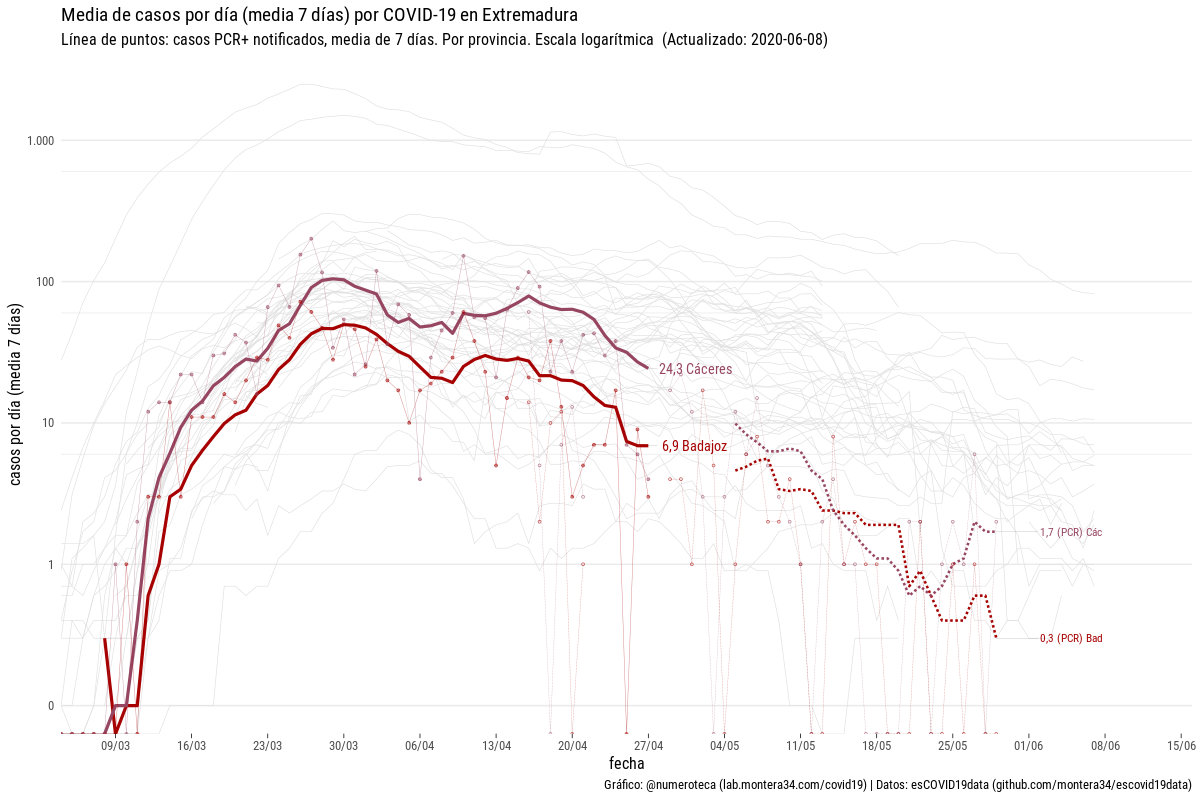 Media de casos por día (media 7 días) por COVID-19 en Extremadura
Línea de puntos: casos PCR+ notificados, media de 7 días. Por provincia. Escala logarítmica  (Actualizado: 2020-06-08)
casos por día (media 7 días)
1.000
100
10
1
0
24,3 Cáceres
6,9 Badajoz
1,7 (PCR) Các
0,3 (PCR) Bad
09/03
16/03
23/03
30/03
06/04
13/04
20/04
27/04
04/05
11/05
18/05
25/05
01/06
08/06
15/06
fecha
Gráfico: @numeroteca (lab.montera34.com/covid19) | Datos: esCOVID19data (github.com/montera34/escovid19data)